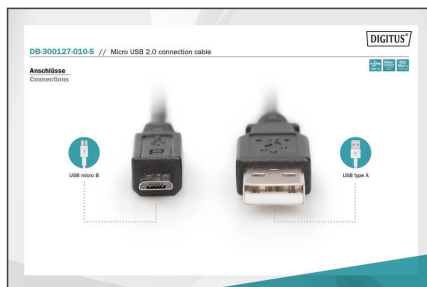 DIGITUS®
DB-300127-010-S // Micro USB 2.0 connection cable
Anschlüsse
Connections
USB micro B
USB type A